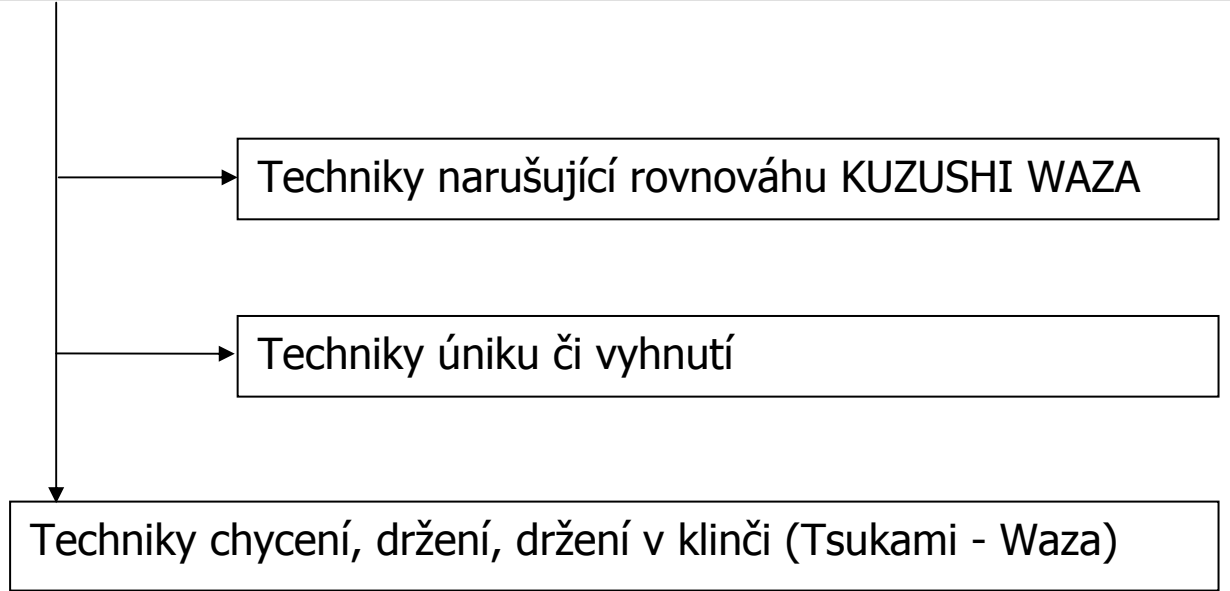 Techniky narušující rovnováhu KUZUSHI WAZA
Techniky úniku či vyhnutí
Techniky chycení, držení, držení v klinči (Tsukami - Waza)